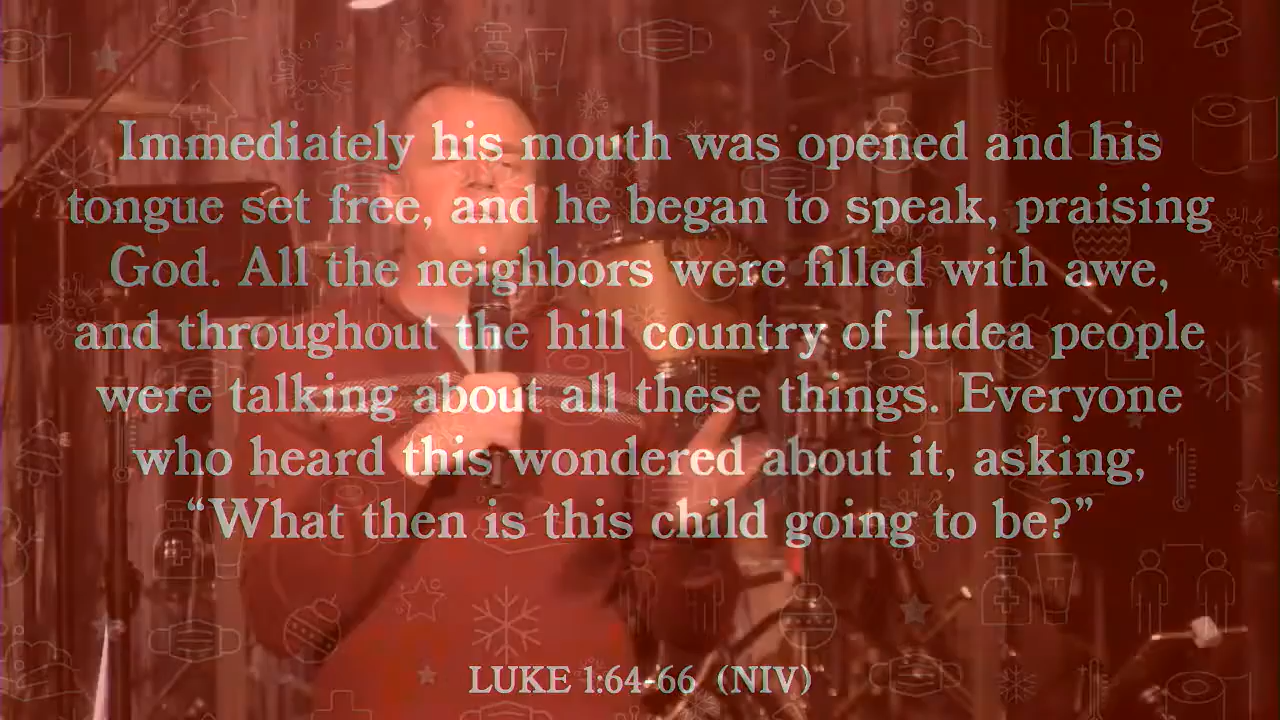 Immediately his mouth was opened and his
tongue set free, and he began to speak, praising
God. All the neighbors were filled with awe,
and throughout the hill country of Judea people
were talking about all these things. Everyone
who heard this wondered about it, asking,
“What then is this child going to be?”
LUKE 1:64-66 (NIV)